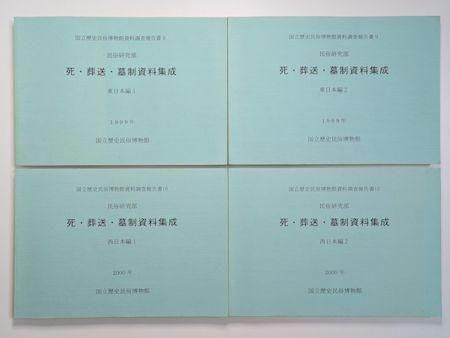 国立歴史民俗博物館資料調査報告書9
民俗研究部
死・葬送・墓制資料集成
東日本編1
1999年
国立歴史民俗博物館
国立歴史民俗博物館資料調査報告書9
民俗研究部
死・葬送・墓制資料集成
東日本編2
1999年
国立歴史民俗博物館
国立歴史民俗博物館資料調査報告書10
民俗研究部
死・葬送・墓制資料集成
西日本編1
2000年
国立歴史民俗博物館
国立歴史民俗博物館資料調査報告書10
民俗研究部
死・葬送・墓制資料集成
西日本編2
2000年
国立歴史民俗博物館